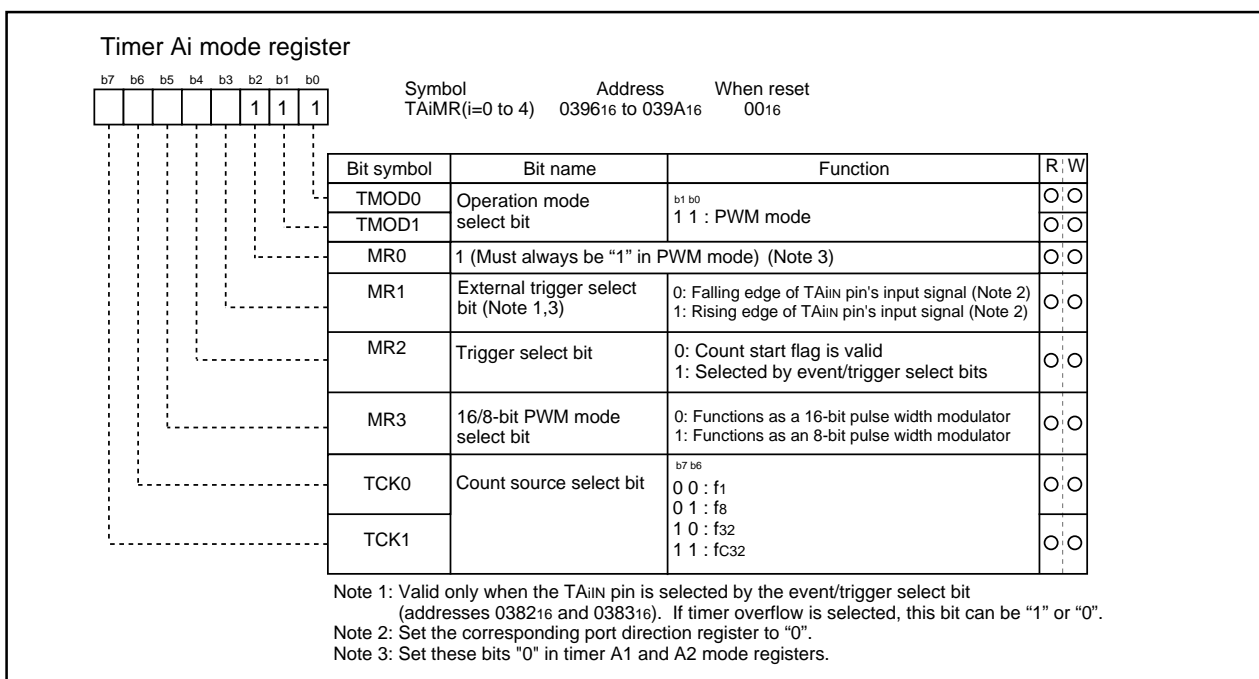 Timer Ai mode register
b7 b6 b5 b4 b3 b2 b1 b0
1 1 1
Symbol Address When reset
TAiMR(i=0 to 4) 039616 to 039A16 0016
Bit symbol Bit name Function R W
TMOD0 Operation mode select bit b1 b0
TMOD1 1 1 : PWM mode
MR0 1 (Must always be “1” in PWM mode) (Note 3)
MR1 External trigger select bit (Note 1,3) 0: Falling edge of TAiIN pin's input signal (Note 2)
1: Rising edge of TAiIN pin's input signal (Note 2)
MR2 Trigger select bit 0: Count start flag is valid
1: Selected by event/trigger select bits
MR3 16/8-bit PWM mode select bit 0: Functions as a 16-bit pulse width modulator
1: Functions as an 8-bit pulse width modulator
b7 b6
TCK0 Count source select bit 0 0 : f1
0 1 : f8
1 0 : f32
TCK1 1 1 : fC32
Note 1: Valid only when the TAiIN pin is selected by the event/trigger select bit
(addresses 038216 and 038316). If timer overflow is selected, this bit can be “1” or “0”.
Note 2: Set the corresponding port direction register to “0”.
Note 3: Set these bits "0" in timer A1 and A2 mode registers.